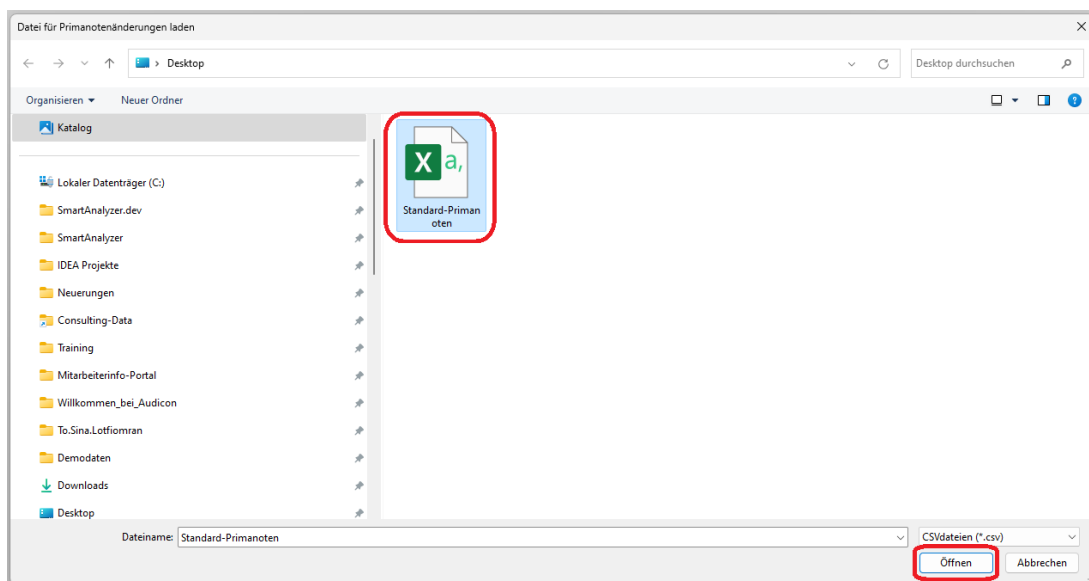 Datei für Primanotenänderungen laden
Desktop
Desktop durchsuchen
Organisieren
Neuer Ordner
Katalog
Lokaler Datenträger (C:)
SmartAnalyzer.dev
SmartAnalyzer
IDEA Projekte
Neuerungen
Consulting-Data
Training
Mitarbeiterinfo-Portal
Willkommen_bei_Audicon
To.Sina.Lotfiomran
Demodaten
Downloads
Desktop
X a,
Standard-Priman
oten
Dateiname: Standard-Primanoten
CSVdateien (*.csv)
Öffnen
Abbrechen